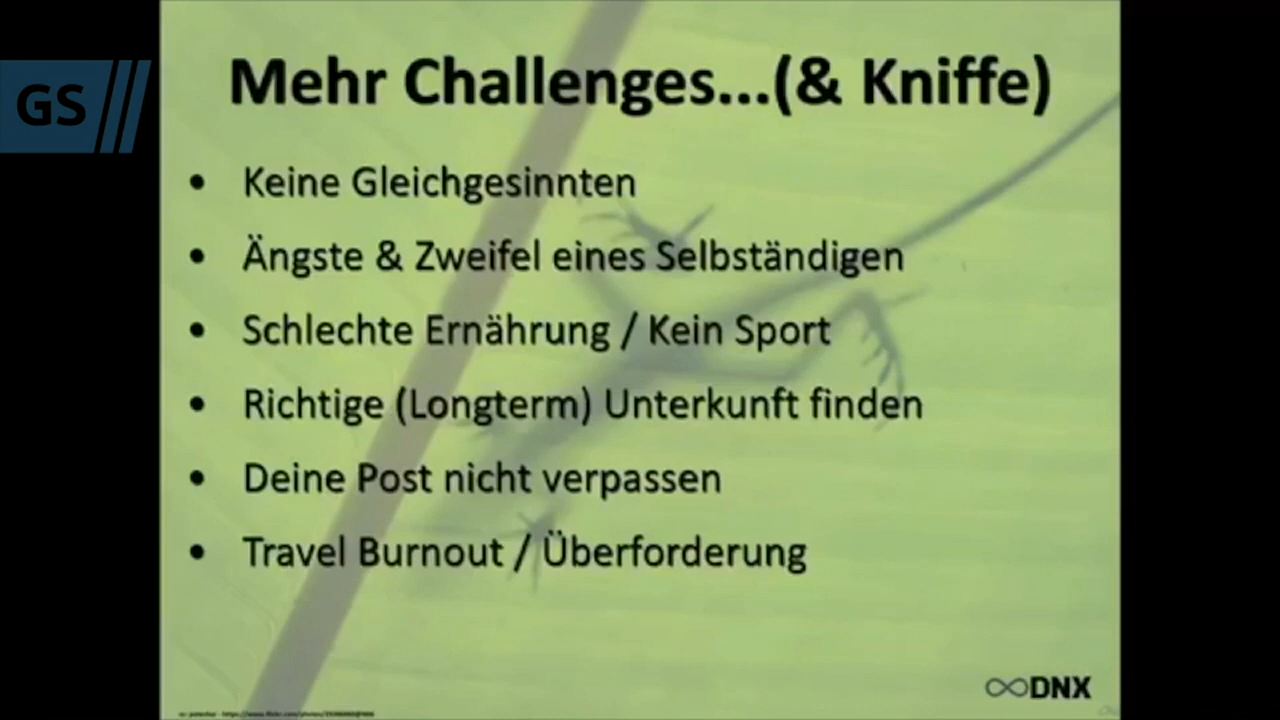 GS
Mehr Challenges...(& Kniffe)
• Keine Gleichgesinnten
• Ängste & Zweifel eines Selbständigen
• Schlechte Ernährung / Kein Sport
• Richtige (Longterm) Unterkunft finden
• Deine Post nicht verpassen
• Travel Burnout / Überforderung
DNX